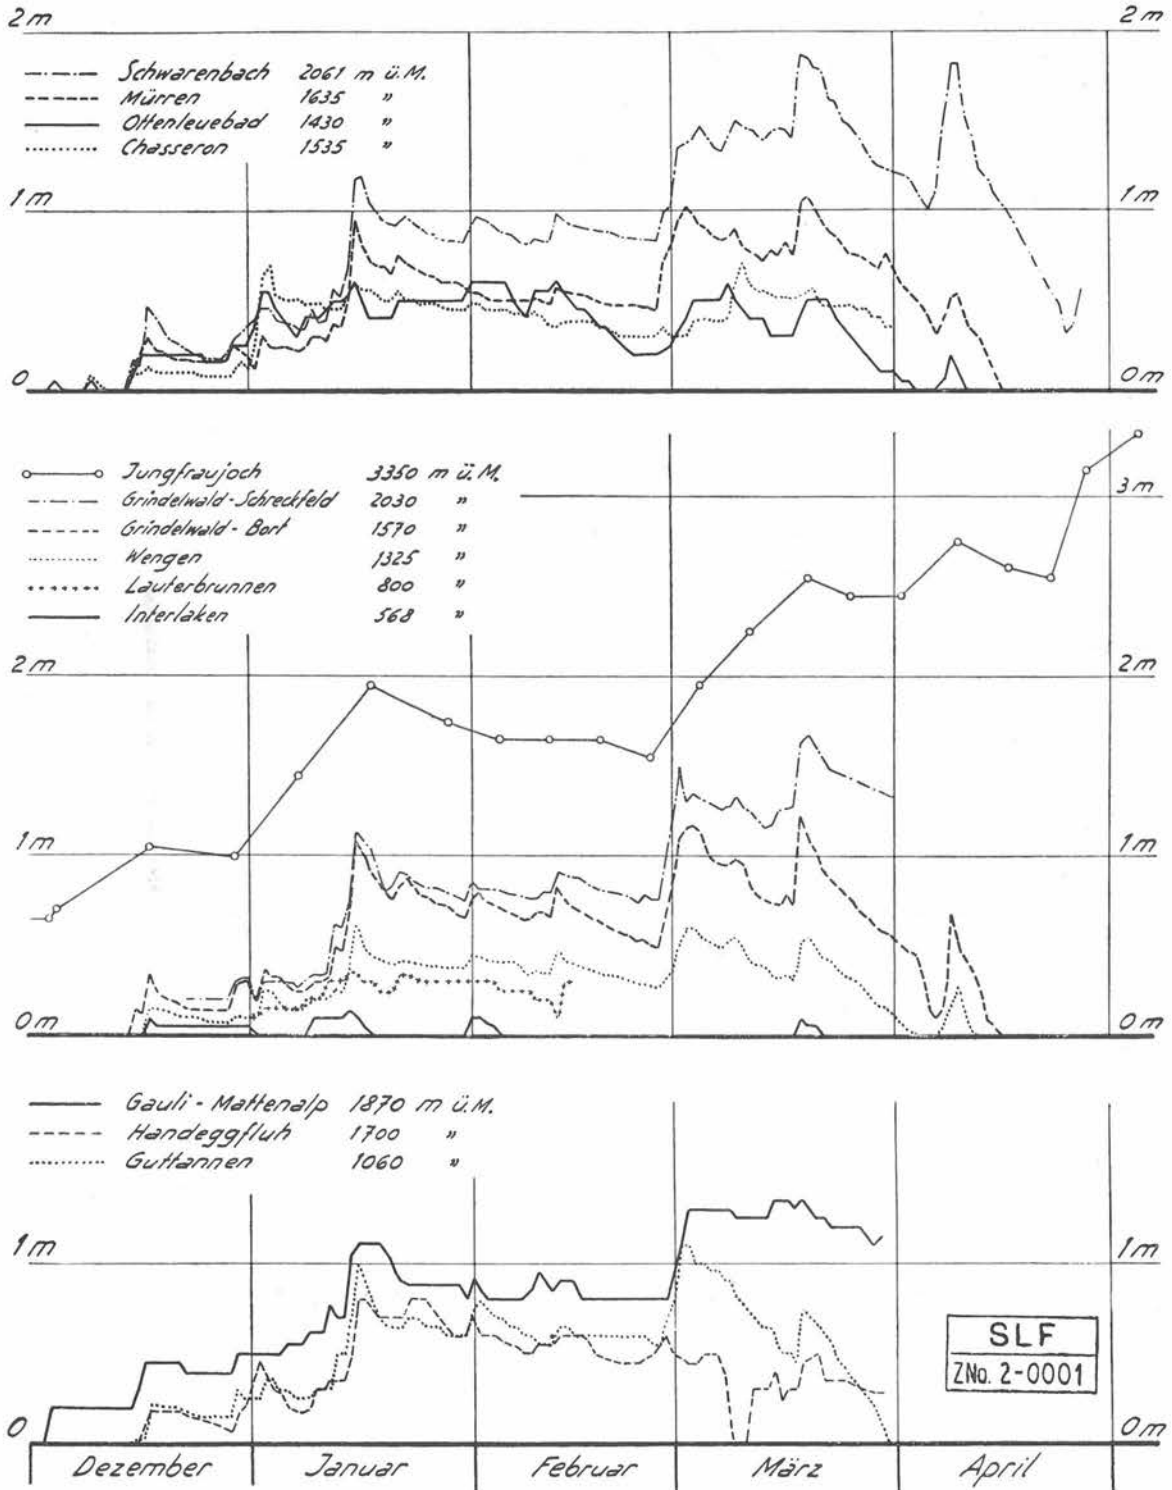 2 m 2 m
Schwarenbach 2061 m ü.M.
Mürren 1635 "
Ottenleuebad 1430 "
Chasseron 1535 "
1 m 1 m
0 0 m
Jungfraujoch 3350 m ü.M.
Grindelwald-Schreckfeld 2030 "
Grindelwald-Bort 1570 "
Wengen 1325 "
Lauterbrunnen 800 "
Interlaken 568 "
3 m
2 m 2 m
1 m 1 m
0 m 0 m
Gauli-Mattenalp 1870 m ü.M.
Handeggfluh 1700 "
Guttannen 1060 "
1 m 1 m
SLF
ZNo. 2-0001
0 0 m
Dezember Januar Februar März April